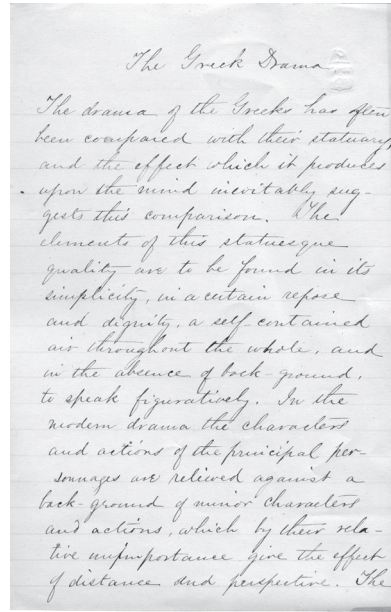 The Greek Drama
The drama of the Greeks has often
been compared with their statuary,
and the effect which it produces
upon the mind inevitably sug-
gests this comparison. The
elements of this statuesque
quality are to be found in its
simplicity, in a certain repose
and dignity, a self-contained
air throughout the whole, and
in the absence of back-ground,
to speak figuratively. In the
modern drama the characters
and actions of the principal per-
sonnages are relieved against a
back-ground of minor characters
and actions, which by their rela-
tive unimportance give the effect
of distance and perspective. The